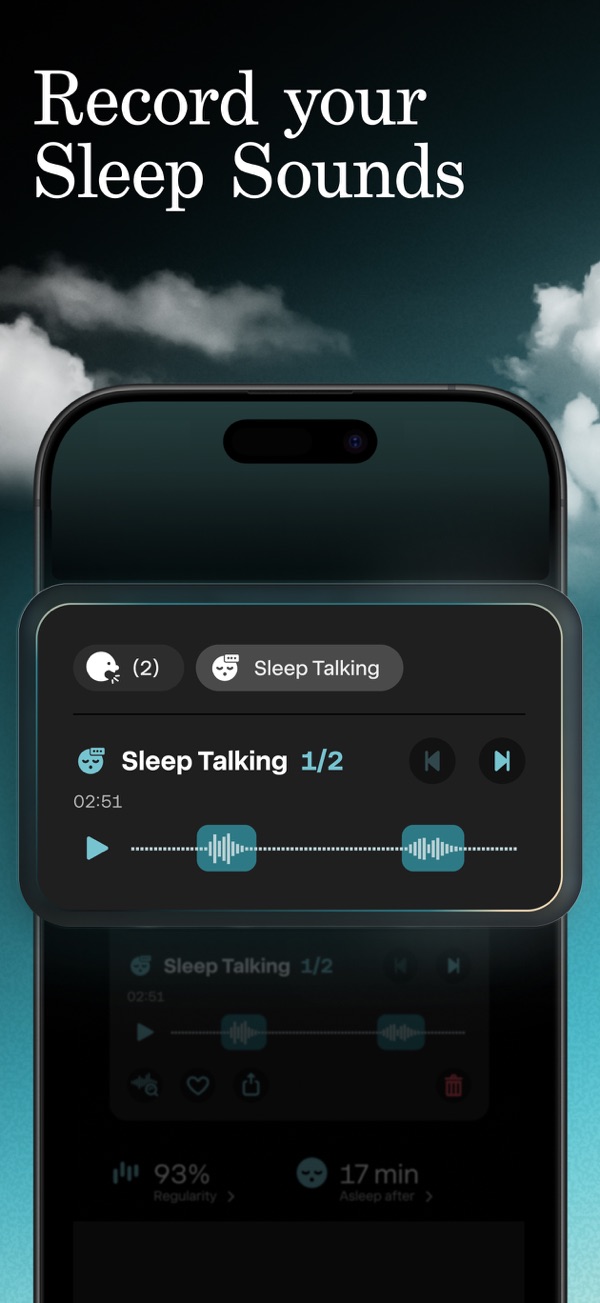 Record your
Sleep Sounds
(2) Sleep Talking
Sleep Talking 1/2
02:51
Sleep Talking 1/2
02:51
93% 17 min
Regularity Asleep after